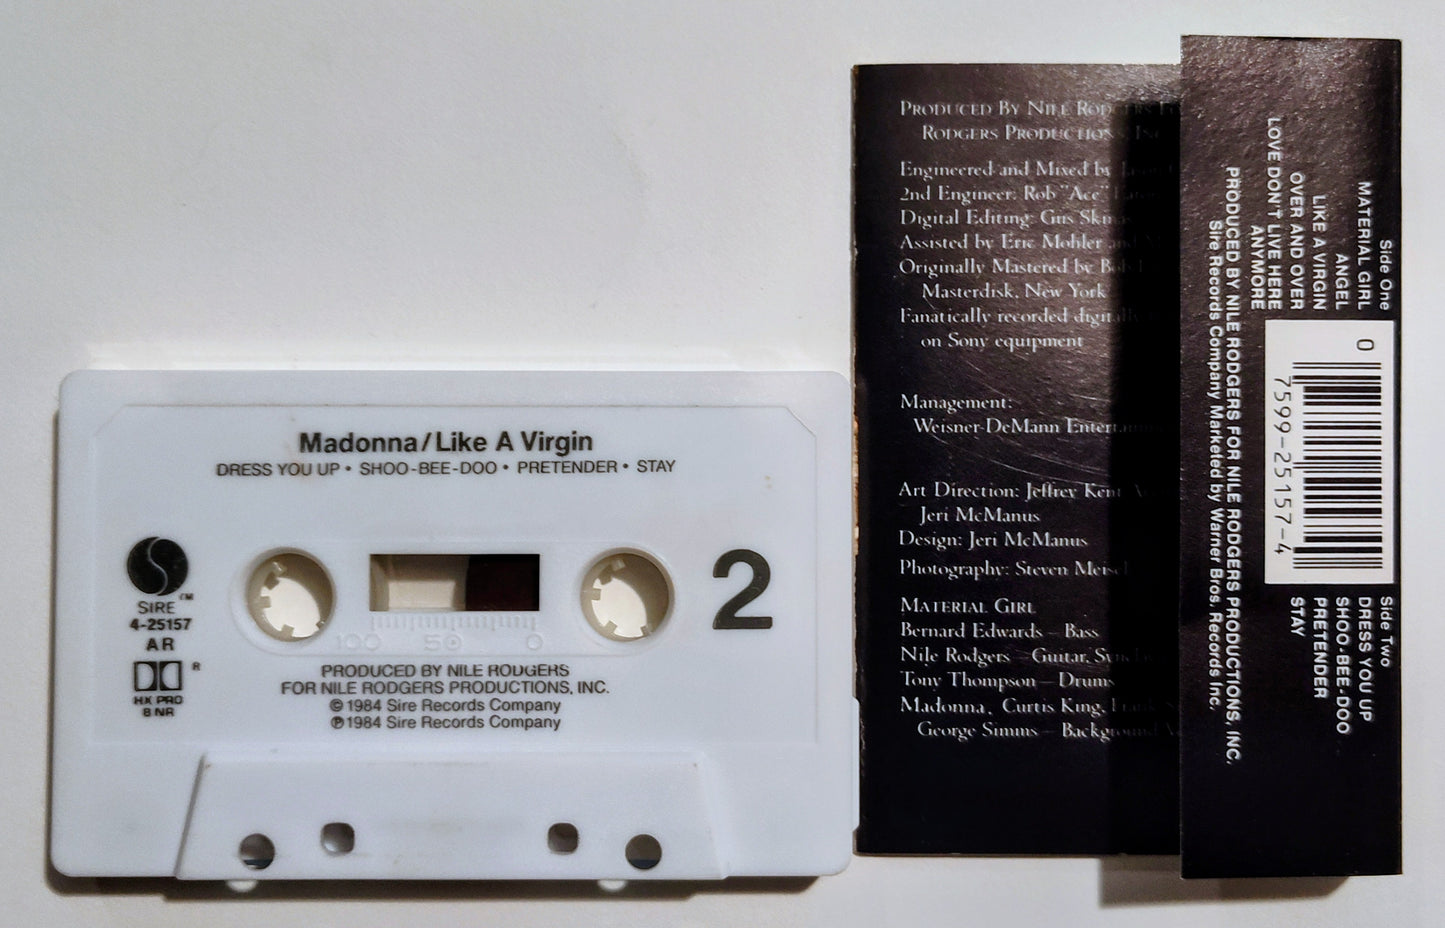 Madonna/Like A Virgin
DRESS YOU UP • SHOO-BEE-DOO • PRETENDER • STAY
SIRE ™
4-25157
AR
HX PRO
B NR
®
2
100 50 0
PRODUCED BY NILE RODGERS
FOR NILE RODGERS PRODUCTIONS, INC.
© 1984 Sire Records Company
℗ 1984 Sire Records Company
PRODUCED BY NILE RODGERS
RODGERS PRODUCTIONS, INC
Engineered and Mixed by
2nd Engineer: Rob "Ace"
Digital Editing: Gus
Assisted by Eric Mohler and
Originally Mastered by Bob
Masterdisk, New York
Fanatically recorded digitally
on Sony equipment
Management:
Weisner-DeMann
Art Direction: Jeffrey Kent
Jeri McManus
Design: Jeri McManus
Photography: Steven Meisel
MATERIAL GIRL
Bernard Edwards – Bass
Nile Rodgers – Guitar,
Tony Thompson – Drums
Madonna, Curtis King,
George Simms – Background
Side One
MATERIAL GIRL
ANGEL
LIKE A VIRGIN
OVER AND OVER
LOVE DON'T LIVE HERE
ANYMORE
0 7599-25157-4
Side Two
DRESS YOU UP
SHOO-BEE-DOO
PRETENDER
STAY
PRODUCED BY NILE RODGERS FOR NILE RODGERS PRODUCTIONS, INC.
Sire Records Company Marketed by Warner Bros. Records Inc.